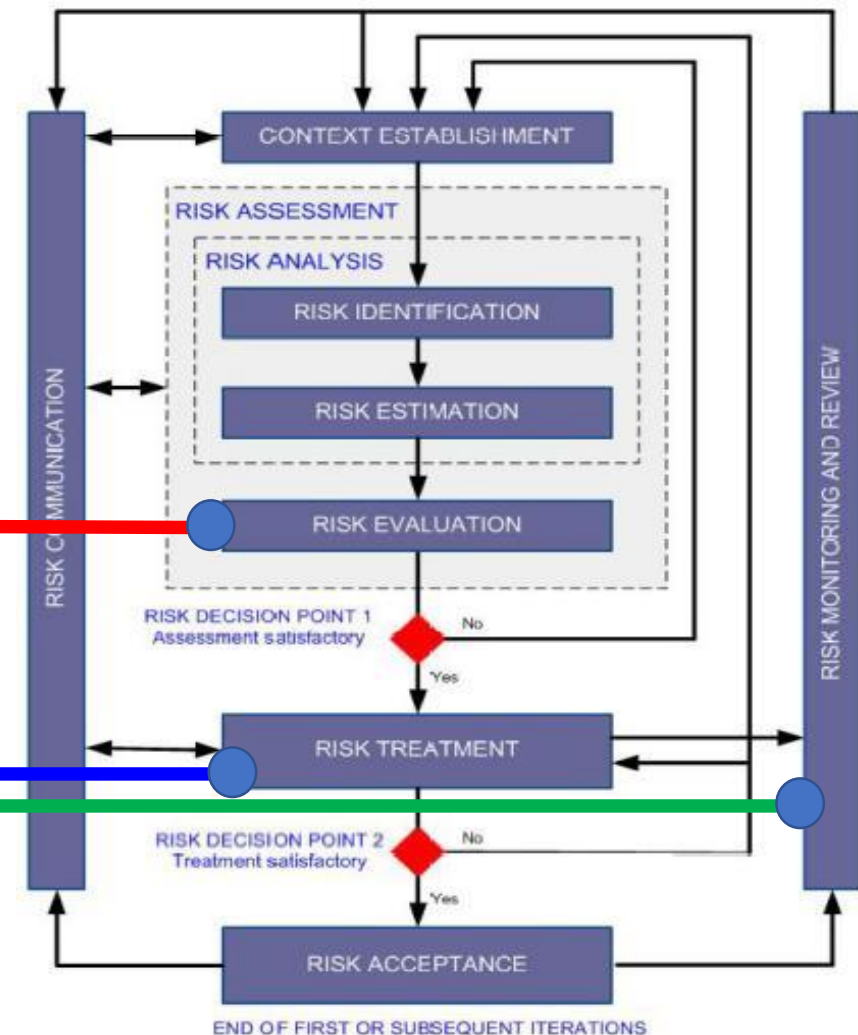 CONTEXT ESTABLISHMENT
RISK ASSESSMENT
RISK ANALYSIS
RISK IDENTIFICATION
RISK ESTIMATION
RISK EVALUATION
RISK COMMUNICATION
RISK MONITORING AND REVIEW
RISK DECISION POINT 1
Assessment satisfactory
No
Yes
RISK TREATMENT
RISK DECISION POINT 2
Treatment satisfactory
No
Yes
RISK ACCEPTANCE
END OF FIRST OR SUBSEQUENT ITERATIONS